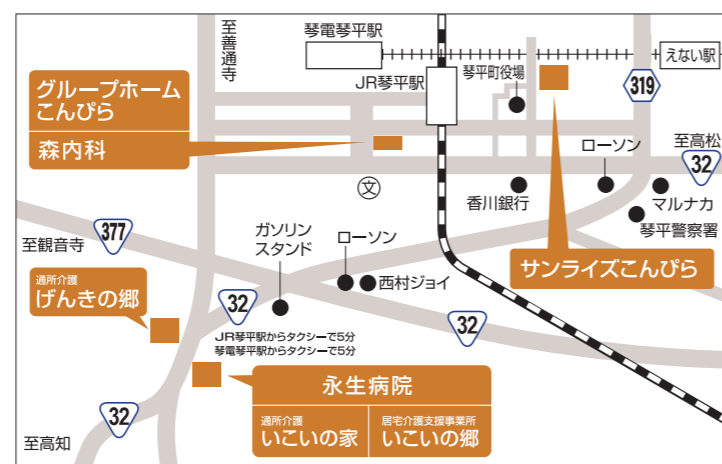 至善通寺
琴電琴平駅
えない駅
JR琴平駅
琴平町役場
319
グループホーム
こんぴら
森内科
至高松
32
ローソン
文
香川銀行
マルナカ
琴平警察署
377
至観音寺
ガソリン
スタンド
ローソン
西村ジョイ
サンライズこんぴら
通所介護
げんきの郷
32
32
JR琴平駅からタクシーで5分
琴電琴平駅からタクシーで5分
永生病院
通所介護
いこいの家
居宅介護支援事業所
いこいの郷
32
至高知